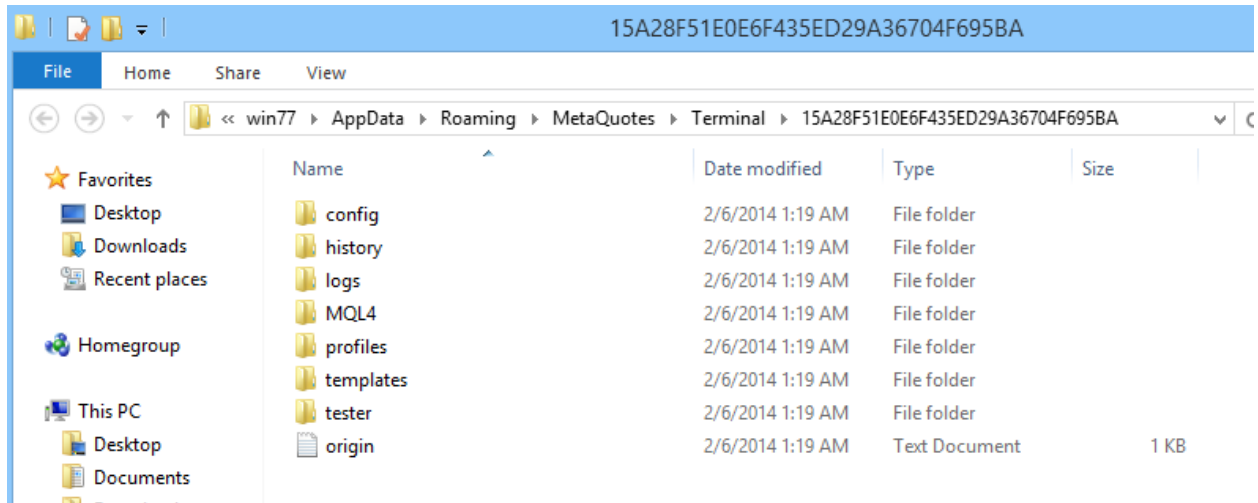 15A28F51E0E6F435ED29A36704F695BA
File Home Share View
« win77 AppData Roaming MetaQuotes Terminal 15A28F51E0E6F435ED29A36704F695BA
Favorites
Desktop
Downloads
Recent places
Homegroup
This PC
Desktop
Documents
Name Date modified Type Size
config 2/6/2014 1:19 AM File folder
history 2/6/2014 1:19 AM File folder
logs 2/6/2014 1:19 AM File folder
MQL4 2/6/2014 1:19 AM File folder
profiles 2/6/2014 1:19 AM File folder
templates 2/6/2014 1:19 AM File folder
tester 2/6/2014 1:19 AM File folder
origin 2/6/2014 1:19 AM Text Document 1 KB